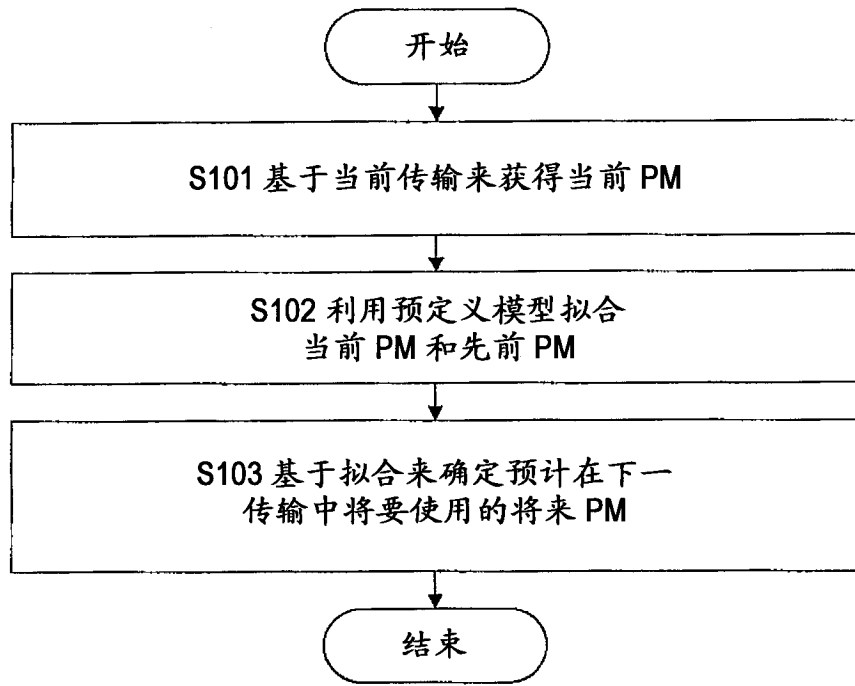 开始
S101 基于当前传输来获得当前 PM
S102 利用预定义模型拟合
当前 PM 和先前 PM
S103 基于拟合来确定预计在下一
传输中将要使用的将来 PM
结束